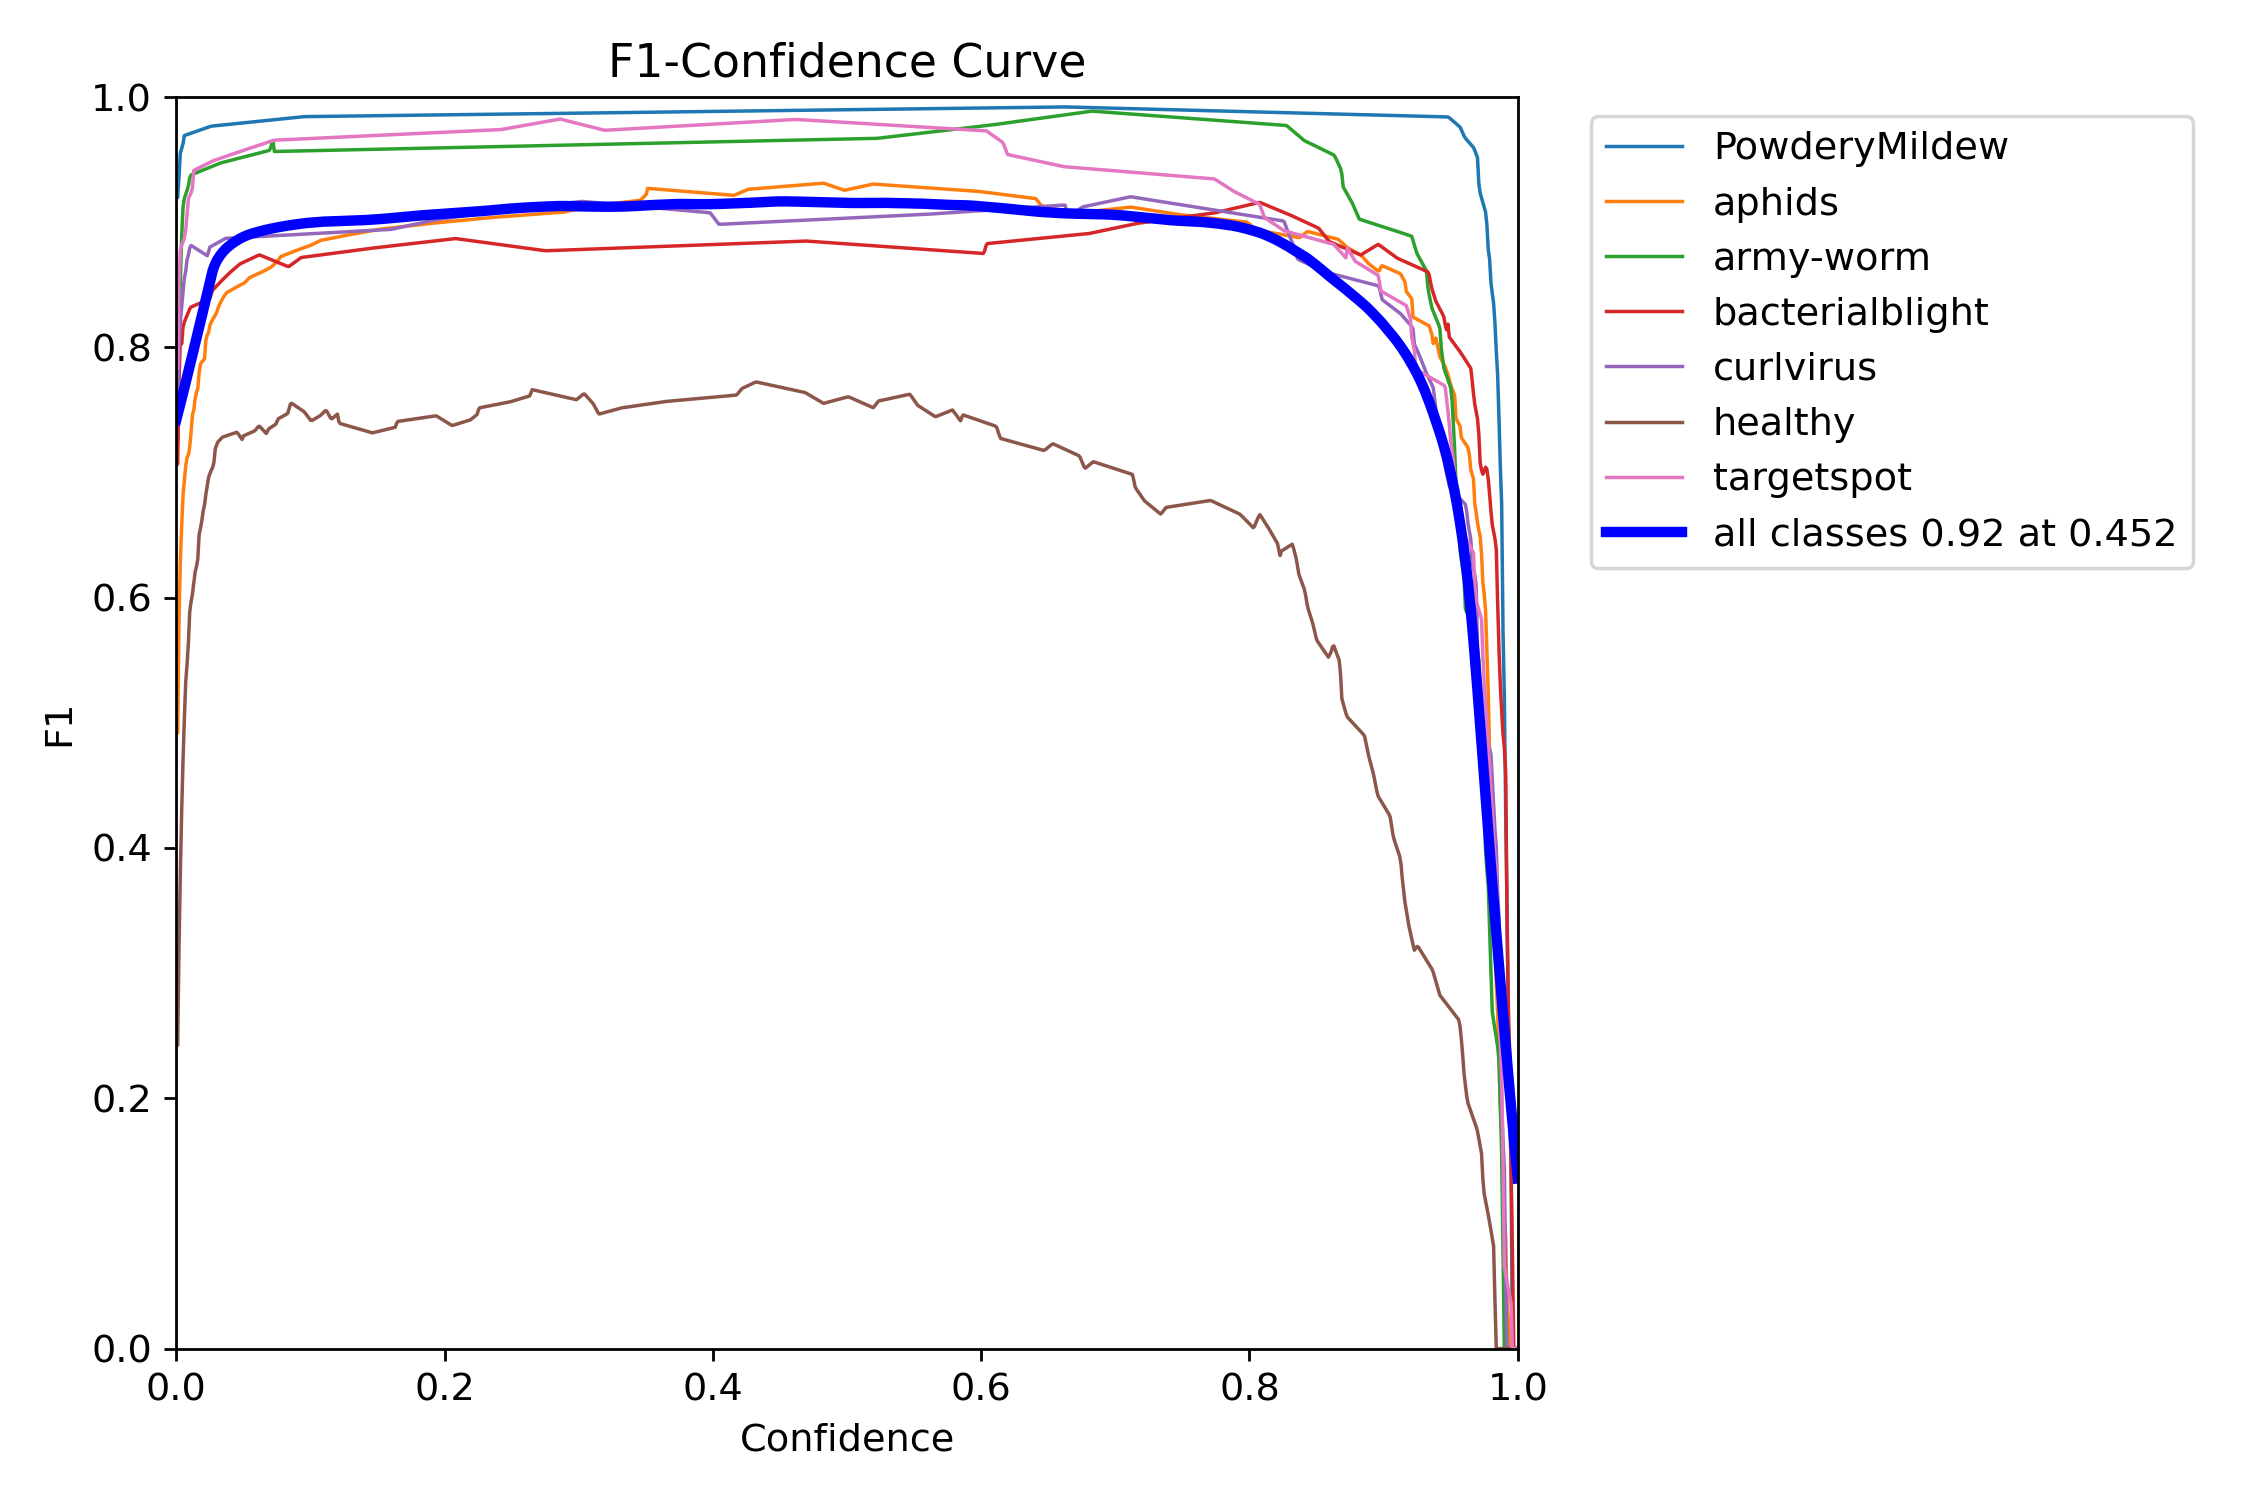 F1-Confidence Curve
1.0
0.8
0.6
0.4
0.2
0.0
F1
0.0 0.2 0.4 0.6 0.8 1.0
Confidence
PowderyMildew
aphids
army-worm
bacterialblight
curlvirus
healthy
targetspot
all classes 0.92 at 0.452